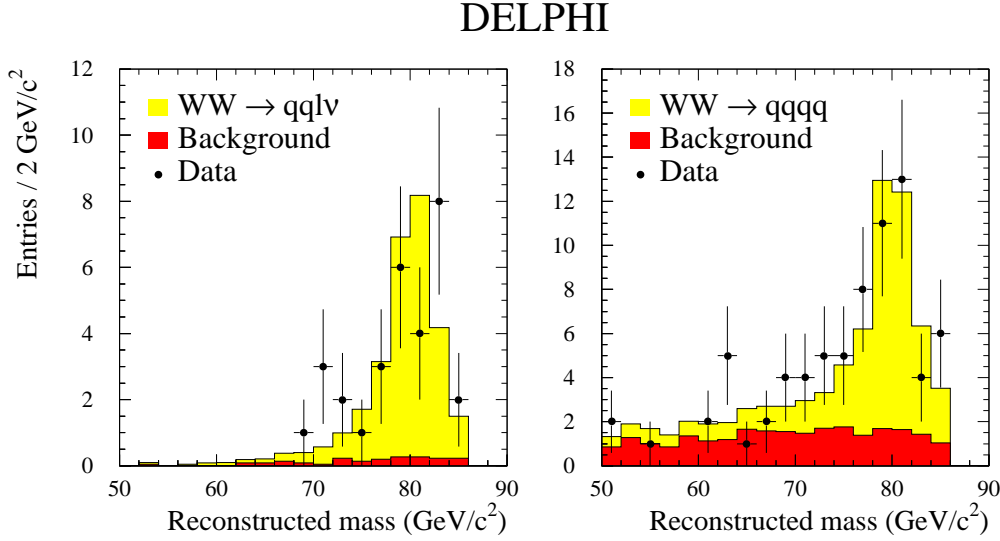 DELPHI
Entries / 2 GeV/c²
12
10
8
6
4
2
0
WW → qqlν
Background
Data
50 60 70 80 90
Reconstructed mass (GeV/c²)
18
16
14
12
10
8
6
4
2
0
WW → qqqq
Background
Data
50 60 70 80 90
Reconstructed mass (GeV/c²)